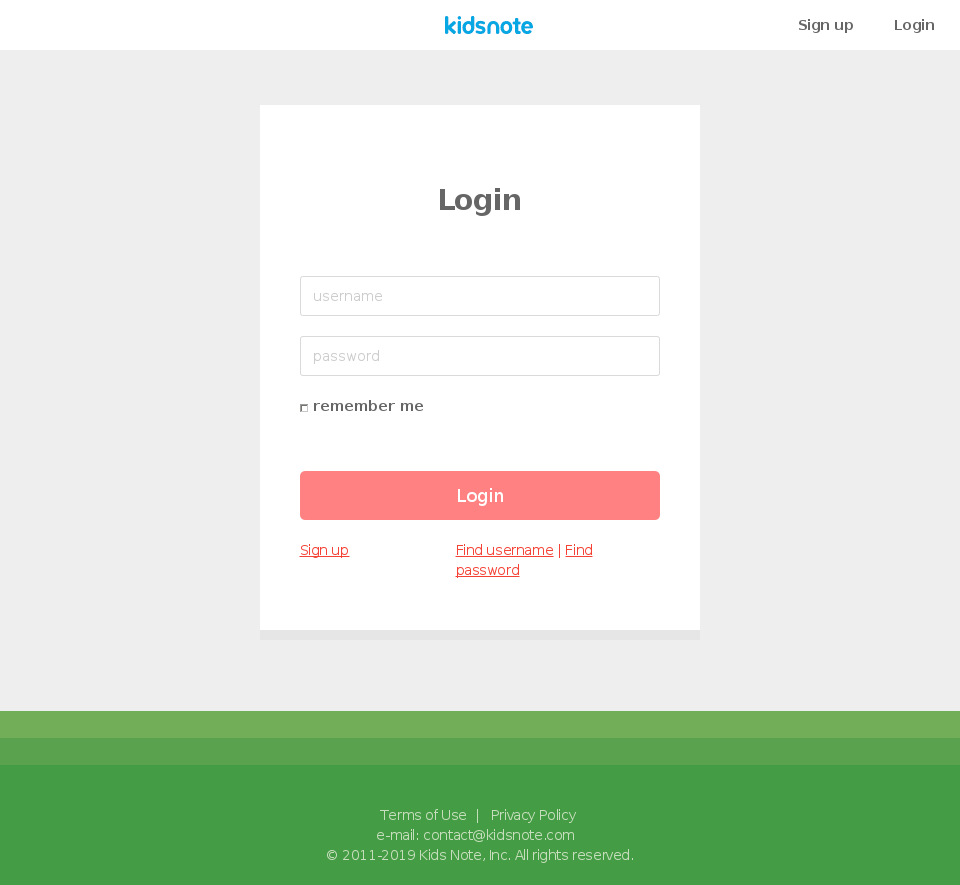 kidsnote
Sign up
Login
Login
username
password
remember me
Login
Sign up
Find username | Find
password
Terms of Use | Privacy Policy
e-mail: contact@kidsnote.com
© 2011-2019 Kids Note, Inc. All rights reserved.